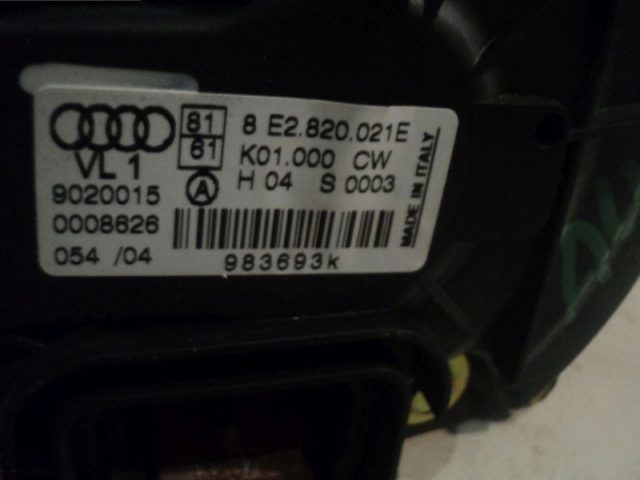 81 8 E2.820.021E
61 K01.000 CW
VL 1
9020015 A H 04 S 0003
0008626
054 /04
983693k
MADE IN ITALY